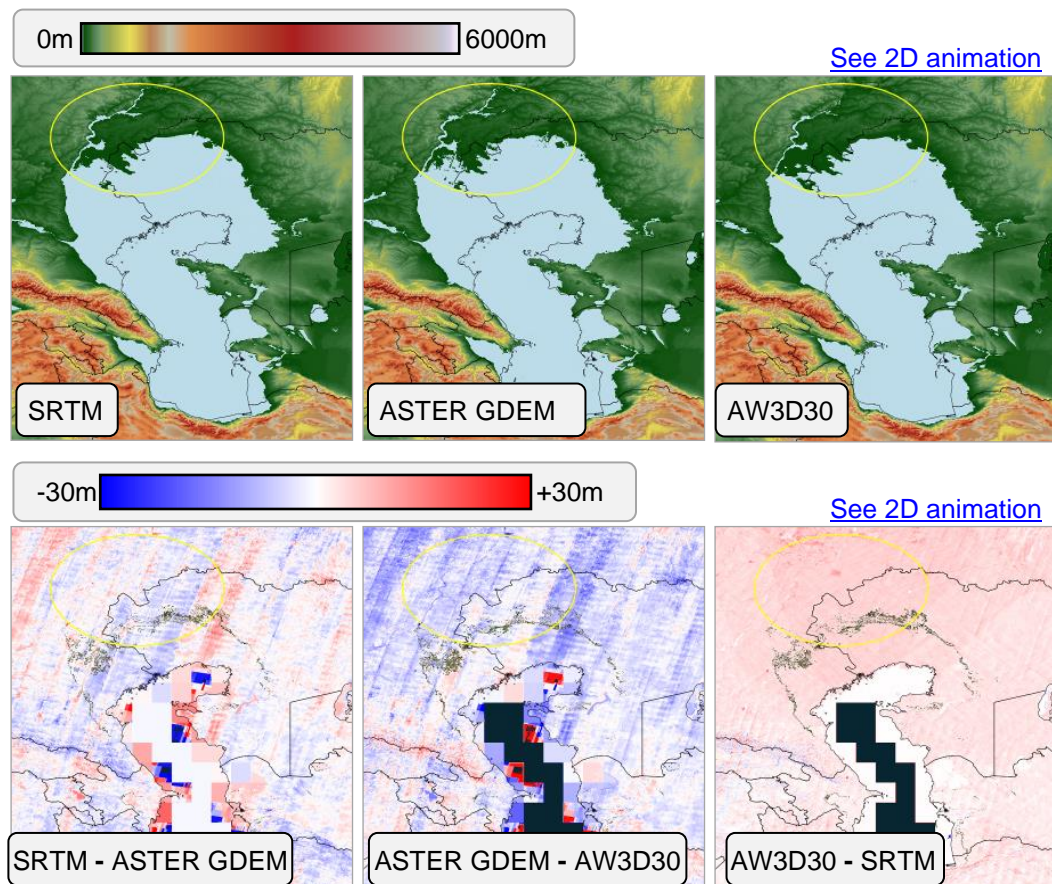 0m 6000m
See 2D animation
SRTM
ASTER GDEM
AW3D30
-30m +30m
See 2D animation
SRTM - ASTER GDEM
ASTER GDEM - AW3D30
AW3D30 - SRTM